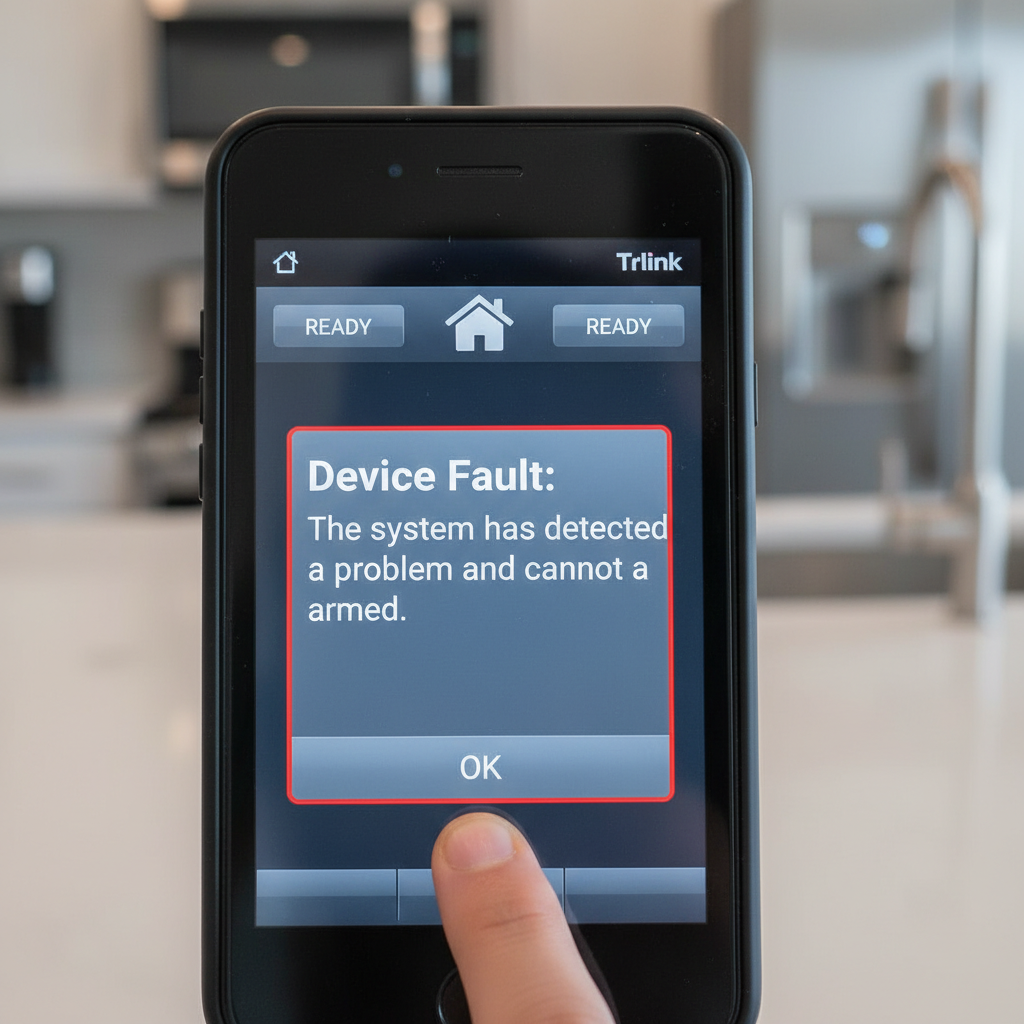 Trlink
READY
READY
Device Fault:
The system has detected
a problem and cannot a
armed.
OK